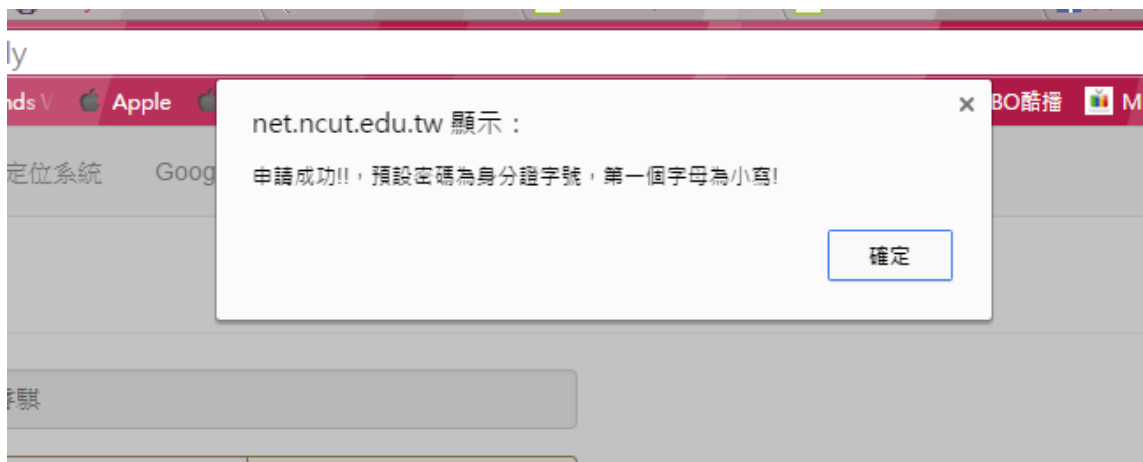 ly
nds
Apple
BO酷播
M
net.ncut.edu.tw 顯示：
定位系統
Goog
申請成功!!，預設密碼為身分證字號，第一個字母為小寫!
確定
騏